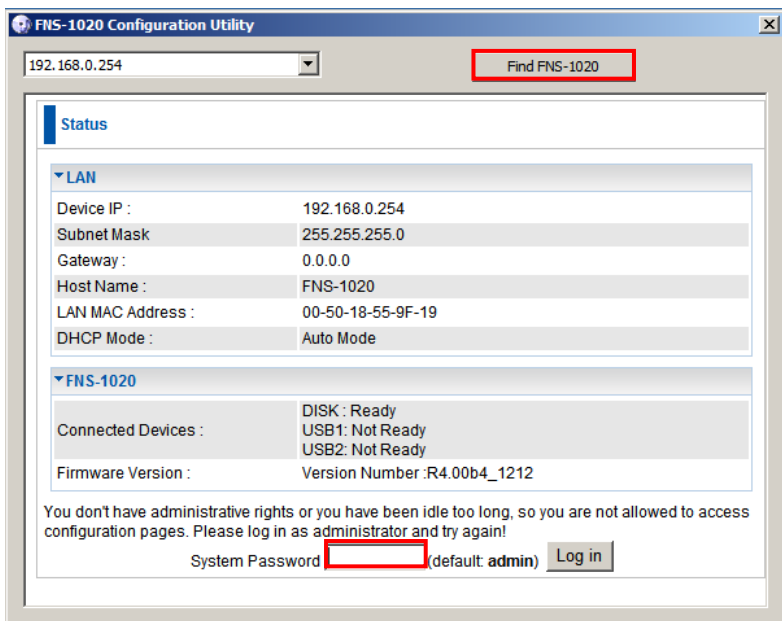 FNS-1020 Configuration Utility
192.168.0.254 Find FNS-1020
Status
LAN
Device IP : 192.168.0.254
Subnet Mask 255.255.255.0
Gateway : 0.0.0.0
Host Name : FNS-1020
LAN MAC Address : 00-50-18-55-9F-19
DHCP Mode : Auto Mode
FNS-1020
DISK : Ready
Connected Devices : USB1: Not Ready
USB2: Not Ready
Firmware Version : Version Number :R4.00b4_1212
You don't have administrative rights or you have been idle too long, so you are not allowed to access
configuration pages. Please log in as administrator and try again!
System Password (default: admin) Log in